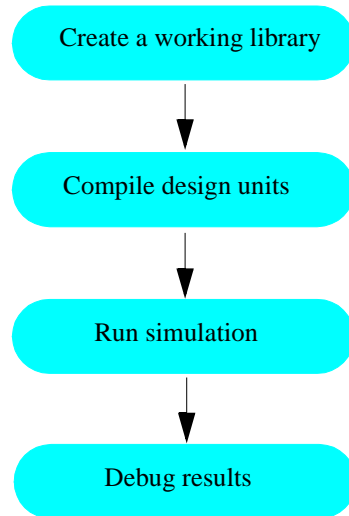 Create a working library
Compile design units
Run simulation
Debug results